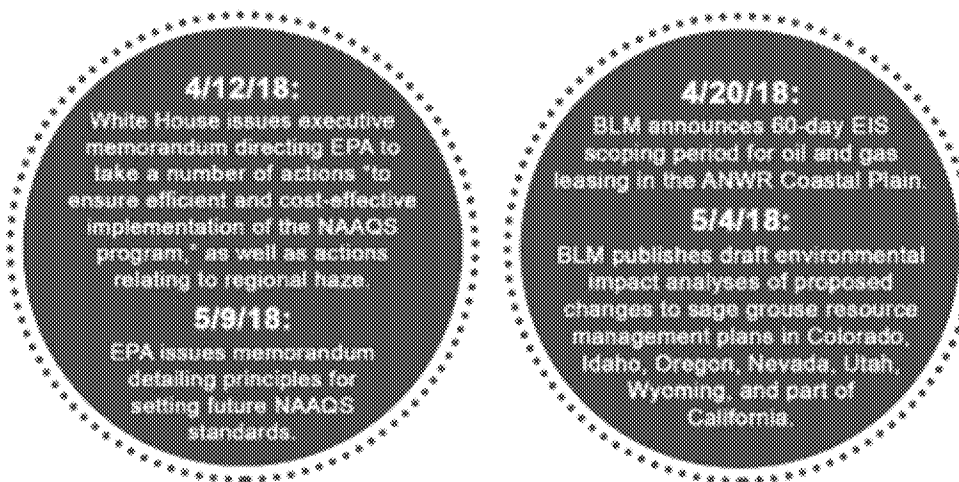 4/12/18:
White House issues executive
memorandum directing EPA to
take a number of actions "to
ensure efficient and cost-effective
implementation of the NAAQS
program," as well as actions
relating to regional haze.
5/9/18:
EPA issues memorandum
detailing principles for
setting future NAAQS
standards.
4/20/18:
BLM announces 60-day EIS
scoping period for oil and gas
leasing in the ANWR Coastal Plain.
5/4/18:
BLM publishes draft environmental
impact analyses of proposed
changes to sage grouse resource
management plans in Colorado,
Idaho, Oregon, Nevada, Utah,
Wyoming, and part of
California.